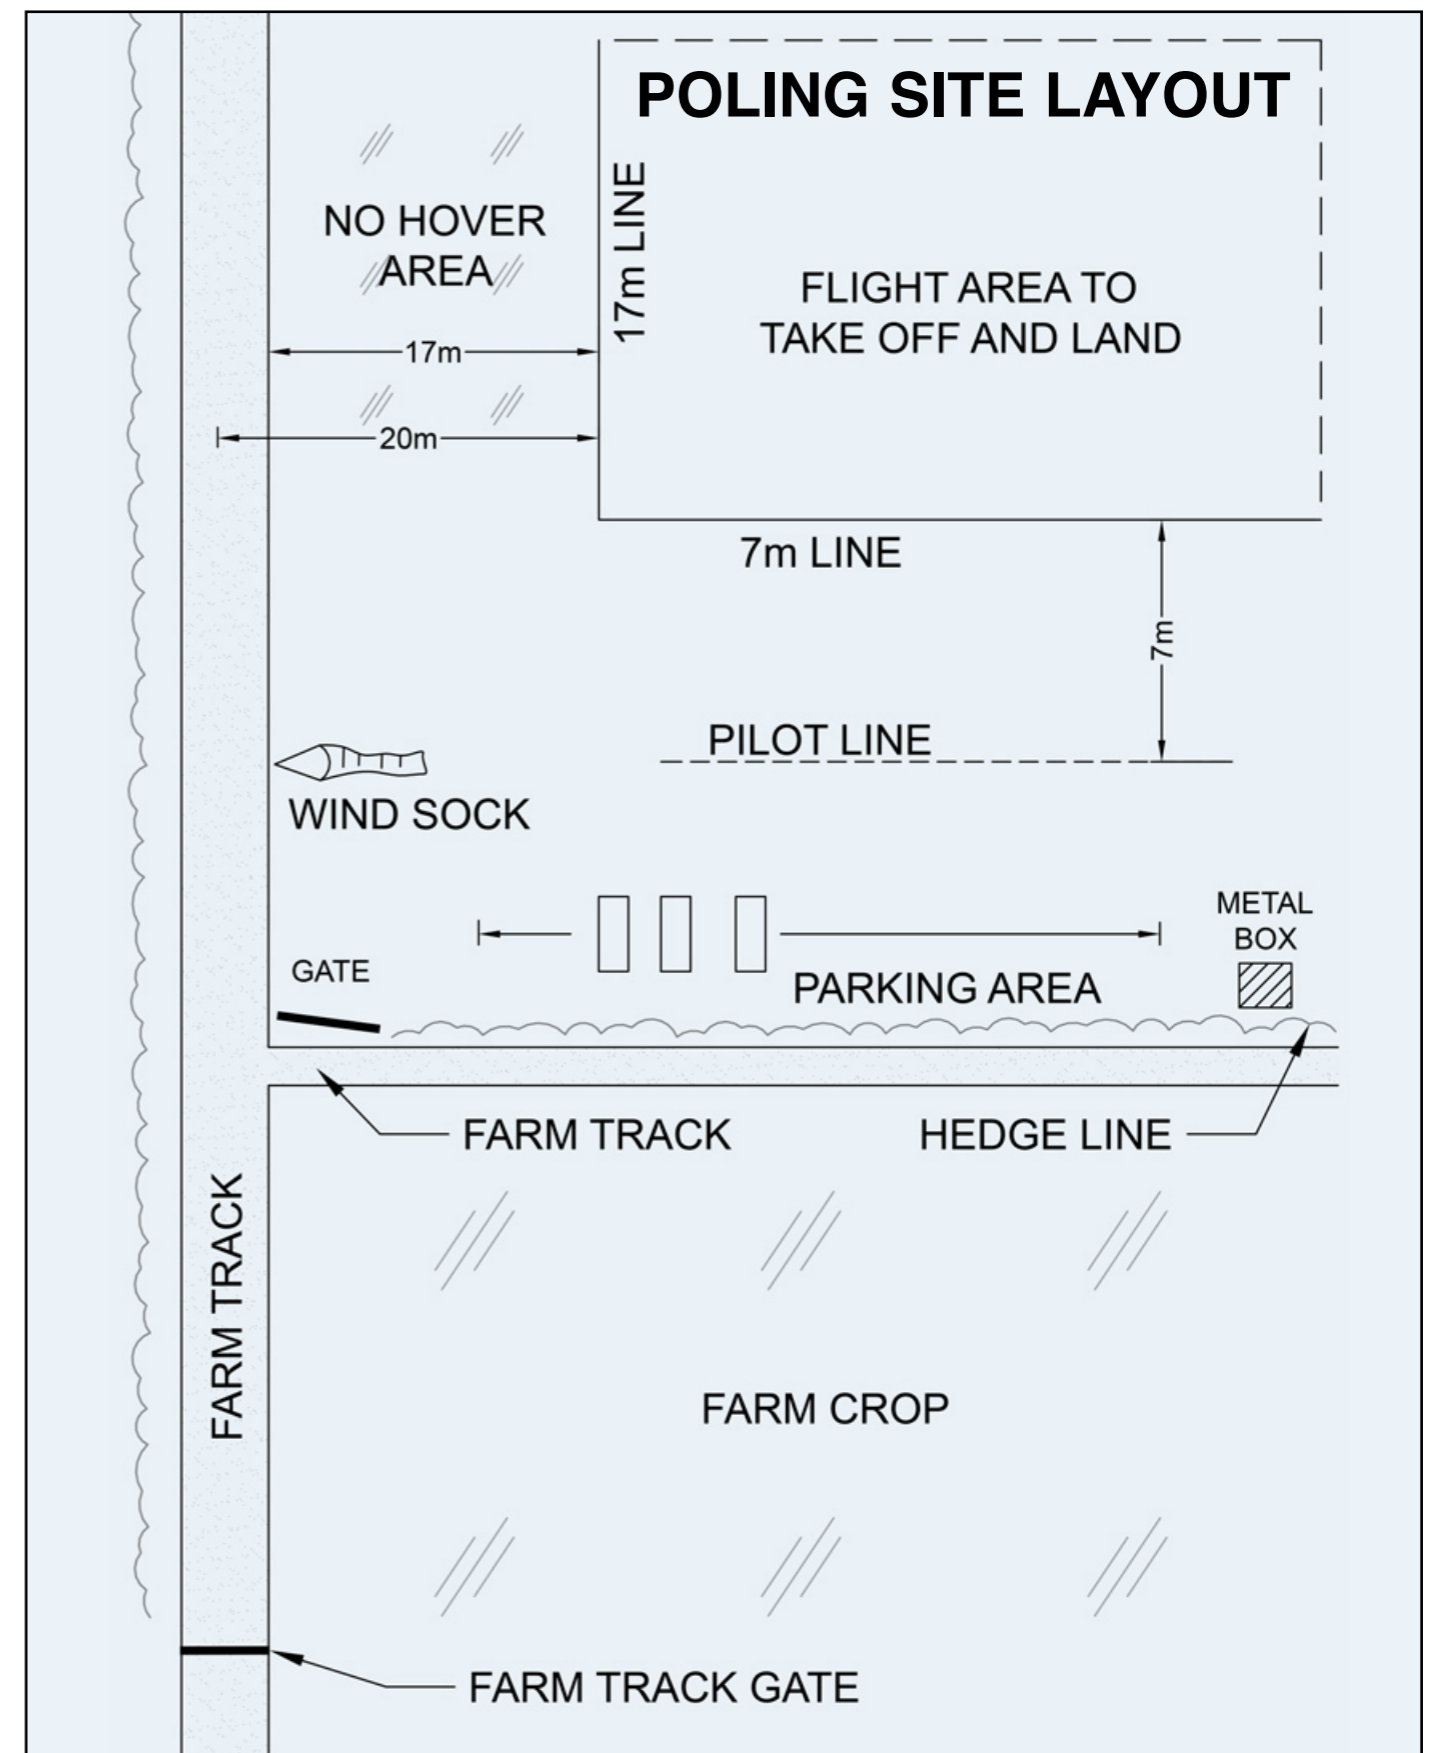 POLING SITE LAYOUT
NO HOVER
AREA
17m LINE
FLIGHT AREA TO
TAKE OFF AND LAND
17m
20m
7m LINE
7m
PILOT LINE
WIND SOCK
METAL
BOX
GATE
PARKING AREA
FARM TRACK
HEDGE LINE
FARM TRACK
FARM CROP
FARM TRACK GATE